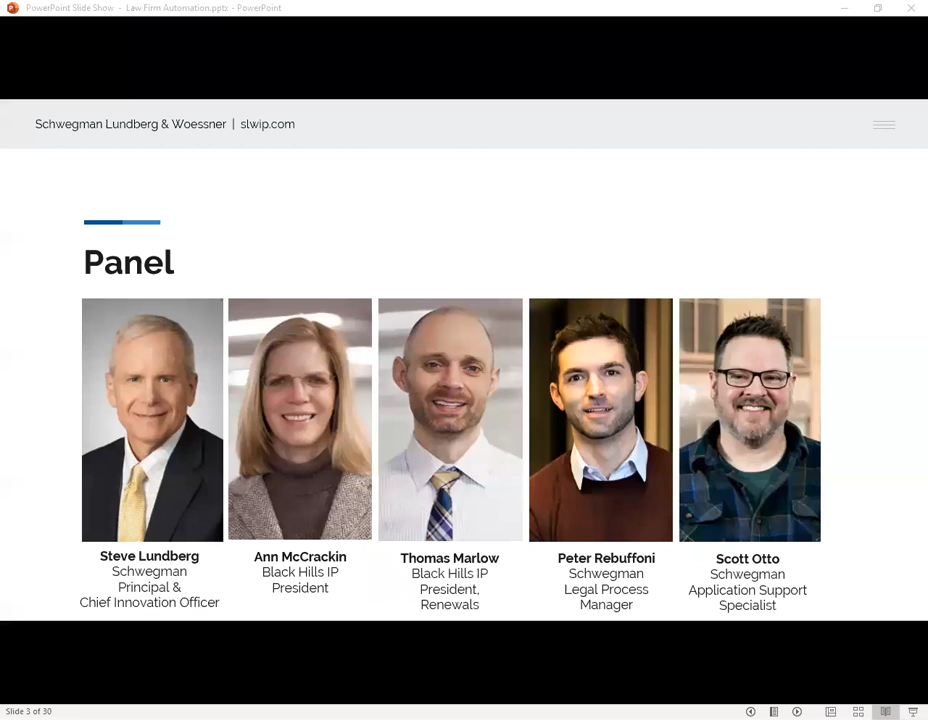 PowerPoint Slide Show - Law Firm Automation.pptx - PowerPoint
Schwegman Lundberg & Woessner | slwip.com
Panel
Steve Lundberg
Schwegman
Principal &
Chief Innovation Officer
Ann McCrackin
Black Hills IP
President
Thomas Marlow
Black Hills IP
President,
Renewals
Peter Rebuffoni
Schwegman
Legal Process
Manager
Scott Otto
Schwegman
Application Support
Specialist
Slide 3 of 30